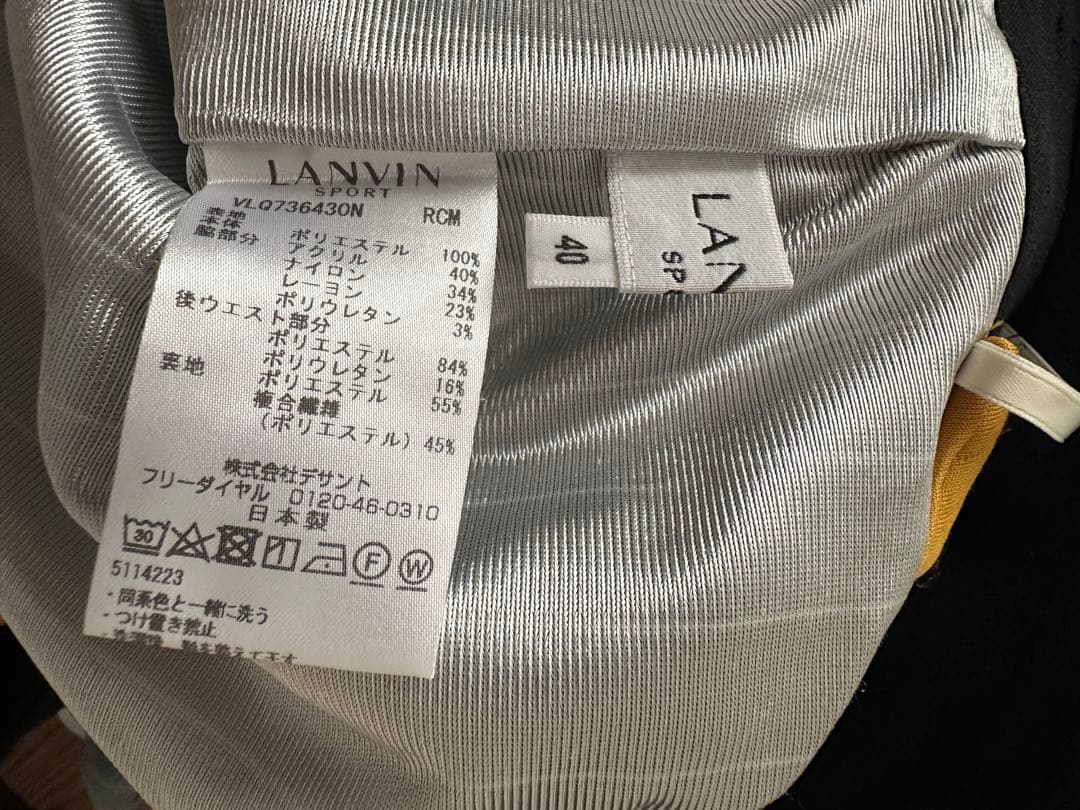 LANVIN
SPORT
VLQ736430N RCM
表地
本体 ポリエステル 100%
脇部分 アクリル 40%
ナイロン 34%
レーヨン 23%
ポリウレタン 3%
後ウエスト部分
ポリエステル 84%
ポリウレタン 16%
裏地 ポリエステル 55%
複合繊維
(ポリエステル) 45%
株式会社デサント
フリーダイヤル 0120-46-0310
日本製
30
F W
5114223
・同系色と一緒に洗う
・つけ置き禁止
40
LAN
SPO